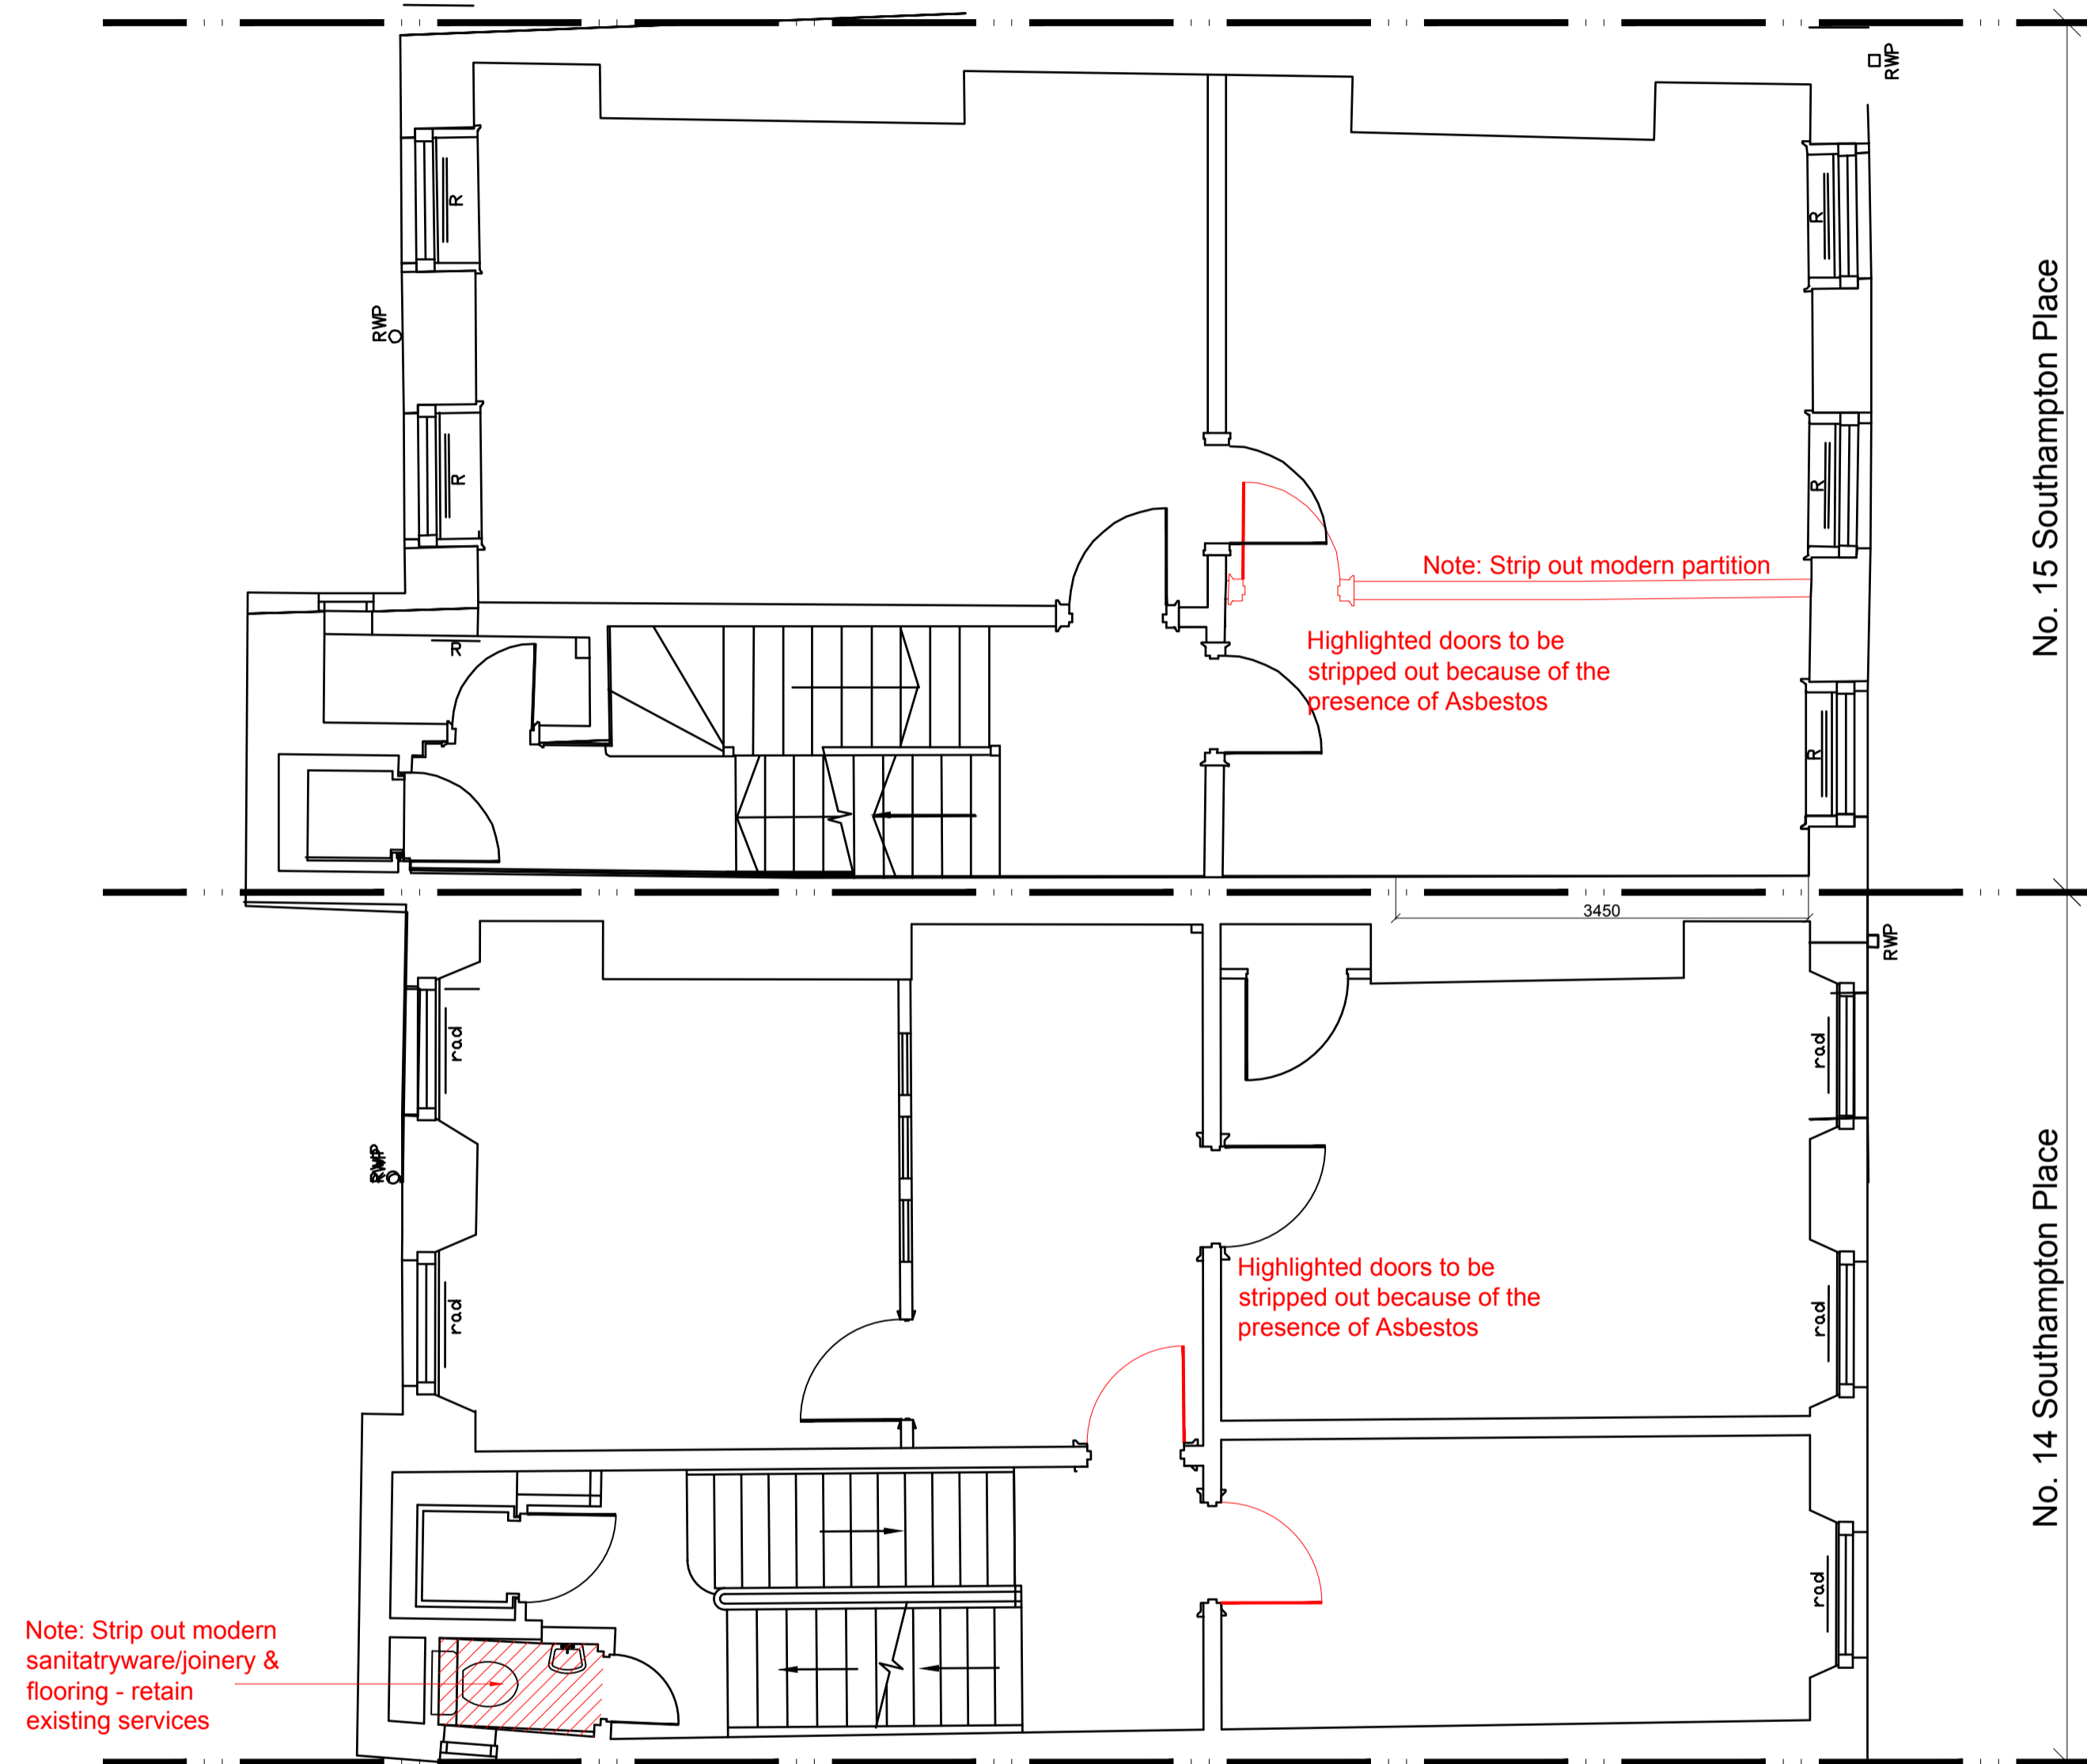 RWP
R
R
No. 15 Southampton Place
RWP
R
R
Note: Strip out modern partition
Highlighted doors to be
stripped out because of the
presence of Asbestos
R
R
3450
RWP
rad
rad
No. 14 Southampton Place
RWP
Highlighted doors to be
stripped out because of the
presence of Asbestos
rad
rad
rad
Note: Strip out modern
sanitatryware/joinery &
flooring - retain
existing services